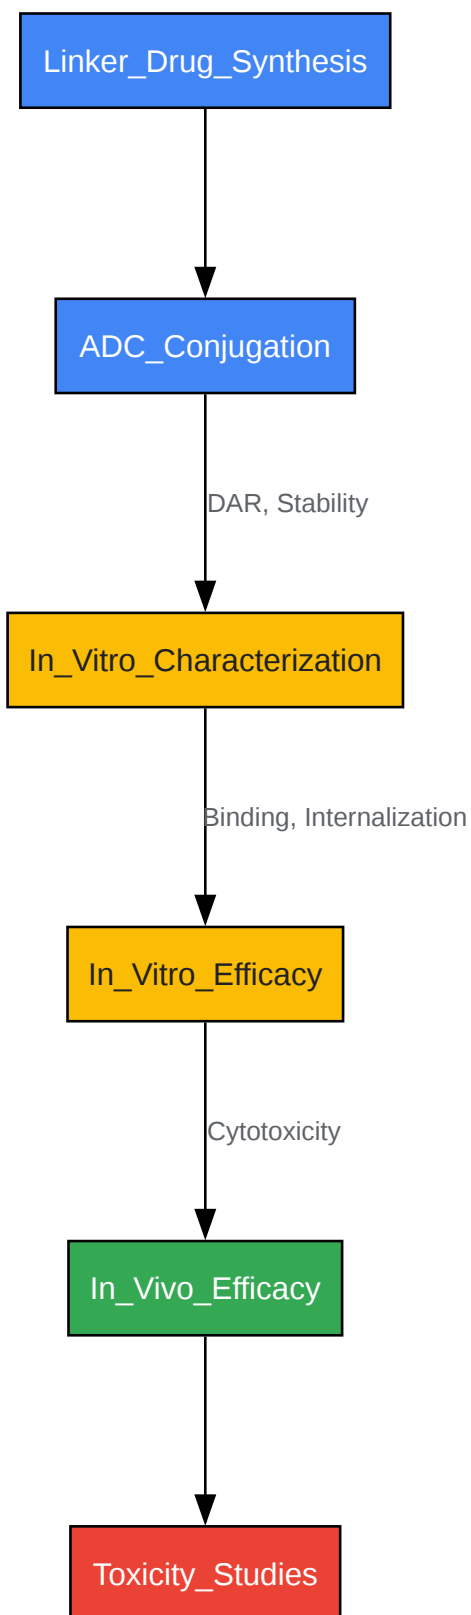 Linker_Drug_Synthesis
ADC_Conjugation
DAR, Stability
In_Vitro_Characterization
Binding, Internalization
In_Vitro_Efficacy
Cytotoxicity
In_Vivo_Efficacy
Toxicity_Studies